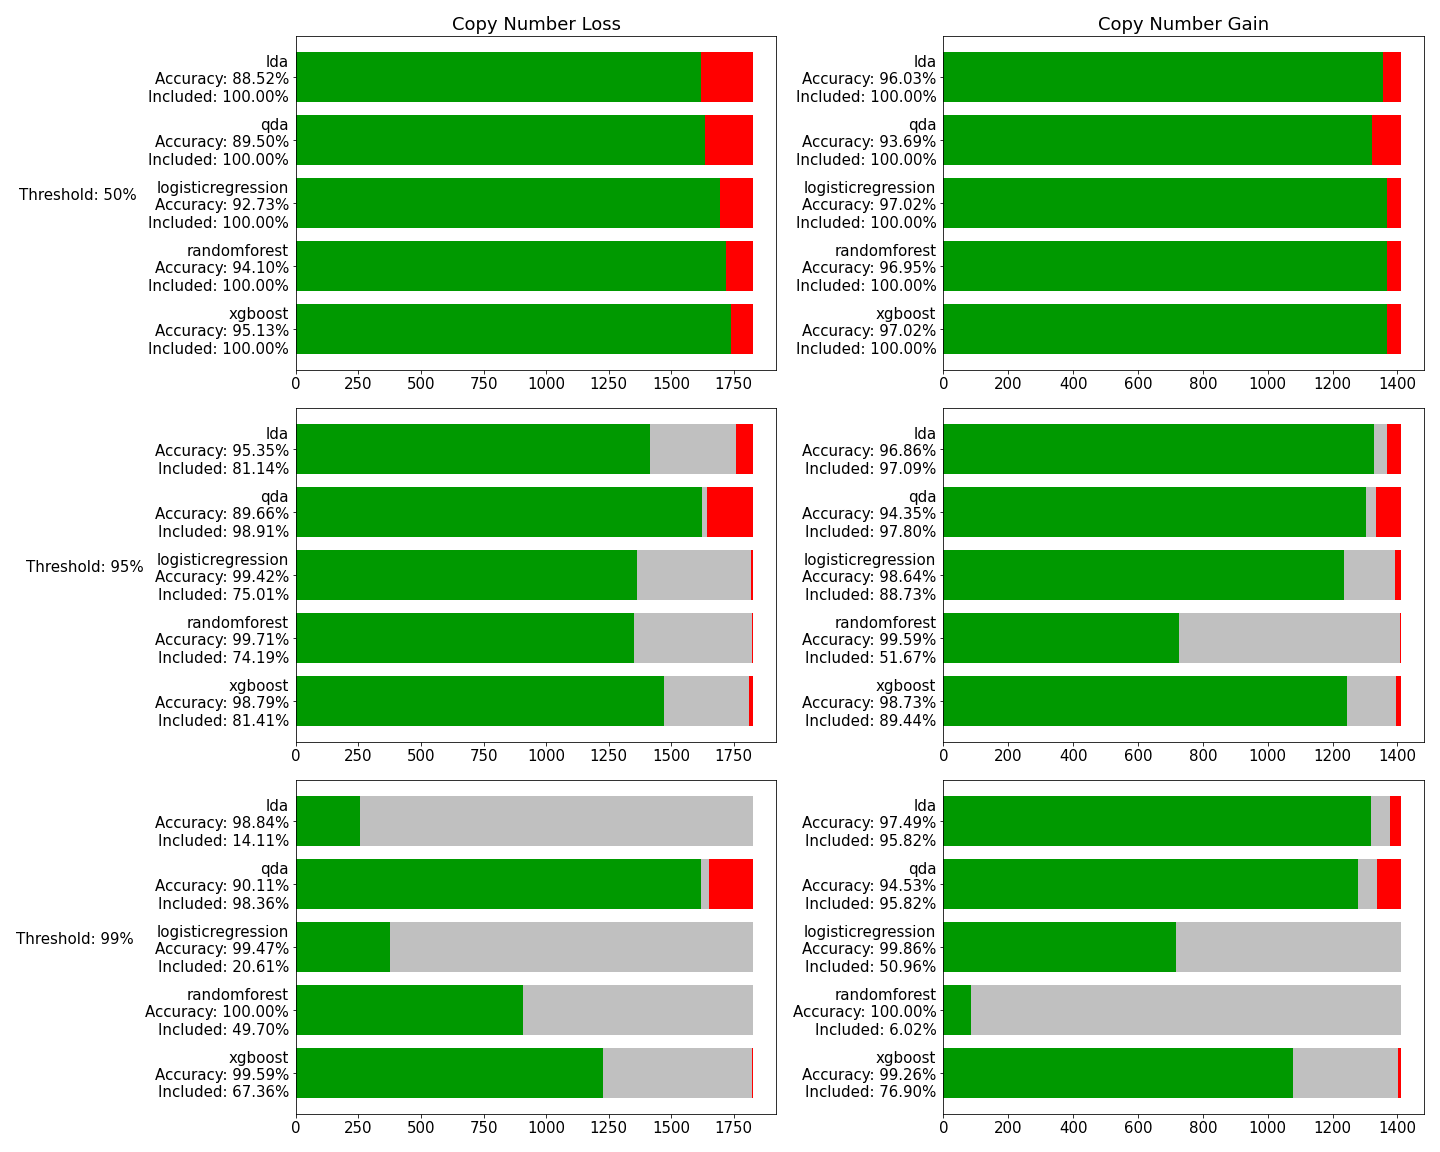 Copy Number Loss
Copy Number Gain
Threshold: 50%
lda
Accuracy: 88.52%
Included: 100.00%
qda
Accuracy: 89.50%
Included: 100.00%
logisticregression
Accuracy: 92.73%
Included: 100.00%
randomforest
Accuracy: 94.10%
Included: 100.00%
xgboost
Accuracy: 95.13%
Included: 100.00%
0 250 500 750 1000 1250 1500 1750
lda
Accuracy: 96.03%
Included: 100.00%
qda
Accuracy: 93.69%
Included: 100.00%
logisticregression
Accuracy: 97.02%
Included: 100.00%
randomforest
Accuracy: 96.95%
Included: 100.00%
xgboost
Accuracy: 97.02%
Included: 100.00%
0 200 400 600 800 1000 1200 1400
Threshold: 95%
lda
Accuracy: 95.35%
Included: 81.14%
qda
Accuracy: 89.66%
Included: 98.91%
logisticregression
Accuracy: 99.42%
Included: 75.01%
randomforest
Accuracy: 99.71%
Included: 74.19%
xgboost
Accuracy: 98.79%
Included: 81.41%
0 250 500 750 1000 1250 1500 1750
lda
Accuracy: 96.86%
Included: 97.09%
qda
Accuracy: 94.35%
Included: 97.80%
logisticregression
Accuracy: 98.64%
Included: 88.73%
randomforest
Accuracy: 99.59%
Included: 51.67%
xgboost
Accuracy: 98.73%
Included: 89.44%
0 200 400 600 800 1000 1200 1400
Threshold: 99%
lda
Accuracy: 98.84%
Included: 14.11%
qda
Accuracy: 90.11%
Included: 98.36%
logisticregression
Accuracy: 99.47%
Included: 20.61%
randomforest
Accuracy: 100.00%
Included: 49.70%
xgboost
Accuracy: 99.59%
Included: 67.36%
0 250 500 750 1000 1250 1500 1750
lda
Accuracy: 97.49%
Included: 95.82%
qda
Accuracy: 94.53%
Included: 95.82%
logisticregression
Accuracy: 99.86%
Included: 50.96%
randomforest
Accuracy: 100.00%
Included: 6.02%
xgboost
Accuracy: 99.26%
Included: 76.90%
0 200 400 600 800 1000 1200 1400